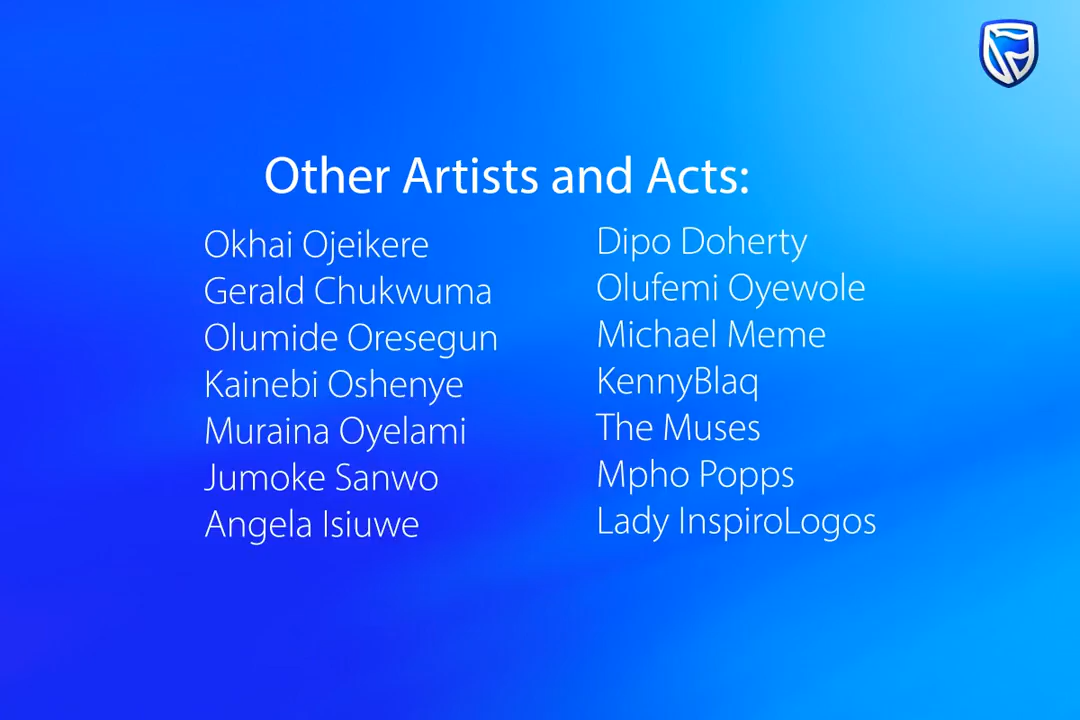 Other Artists and Acts:
Okhai Ojeikere
Gerald Chukwuma
Olumide Oresegun
Kainebi Oshenye
Muraina Oyelami
Jumoke Sanwo
Angela Isiuwe
Dipo Doherty
Olufemi Oyewole
Michael Meme
KennyBlaq
The Muses
Mpho Popps
Lady InspiroLogos